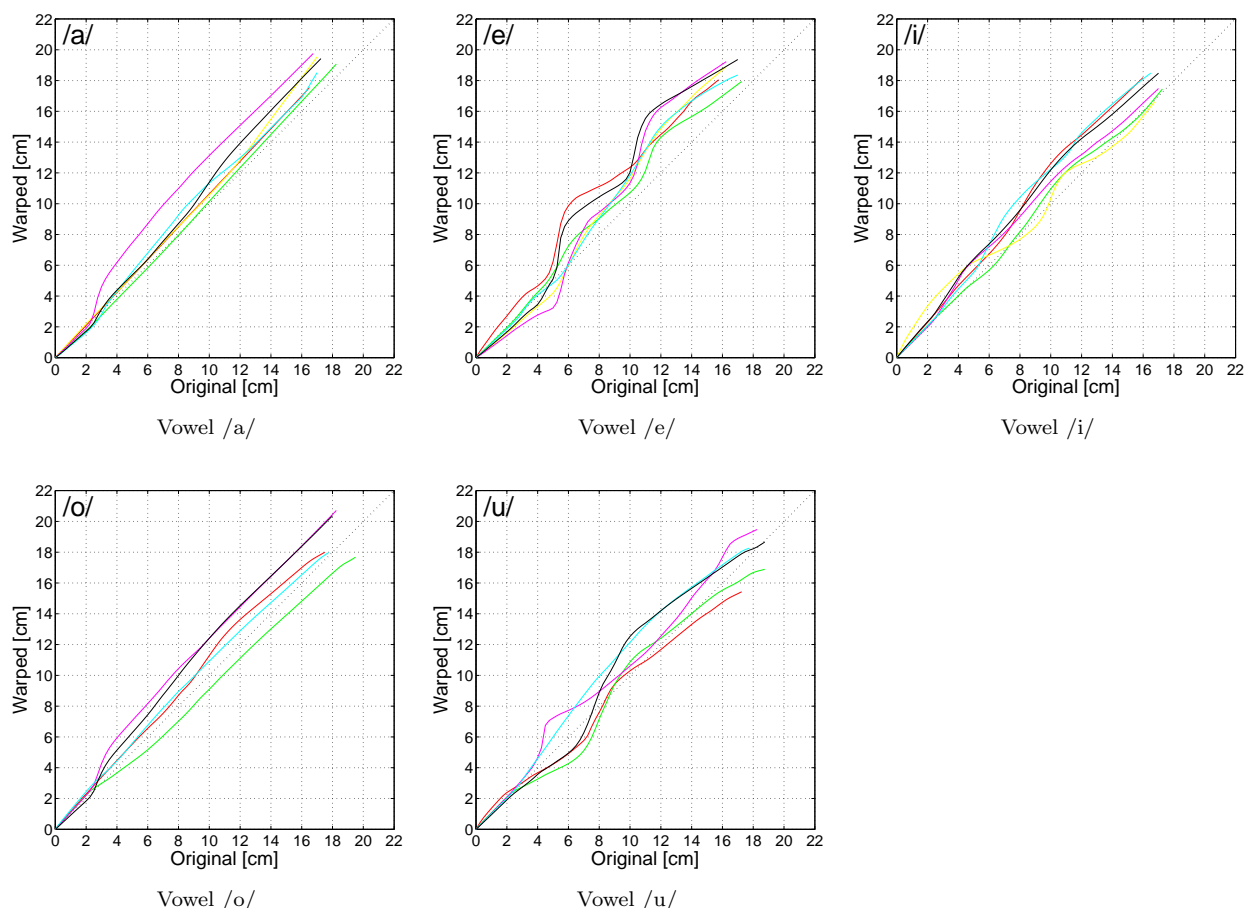 /a/
22
20
18
16
14
12
10
8
6
4
2
0
Warped [cm]
0 2 4 6 8 10 12 14 16 18 20 22
Original [cm]
Vowel /a/
/e/
22
20
18
16
14
12
10
8
6
4
2
0
Warped [cm]
0 2 4 6 8 10 12 14 16 18 20 22
Original [cm]
Vowel /e/
/i/
22
20
18
16
14
12
10
8
6
4
2
0
Warped [cm]
0 2 4 6 8 10 12 14 16 18 20 22
Original [cm]
Vowel /i/
/o/
22
20
18
16
14
12
10
8
6
4
2
0
Warped [cm]
0 2 4 6 8 10 12 14 16 18 20 22
Original [cm]
Vowel /o/
/u/
22
20
18
16
14
12
10
8
6
4
2
0
Warped [cm]
0 2 4 6 8 10 12 14 16 18 20 22
Original [cm]
Vowel /u/